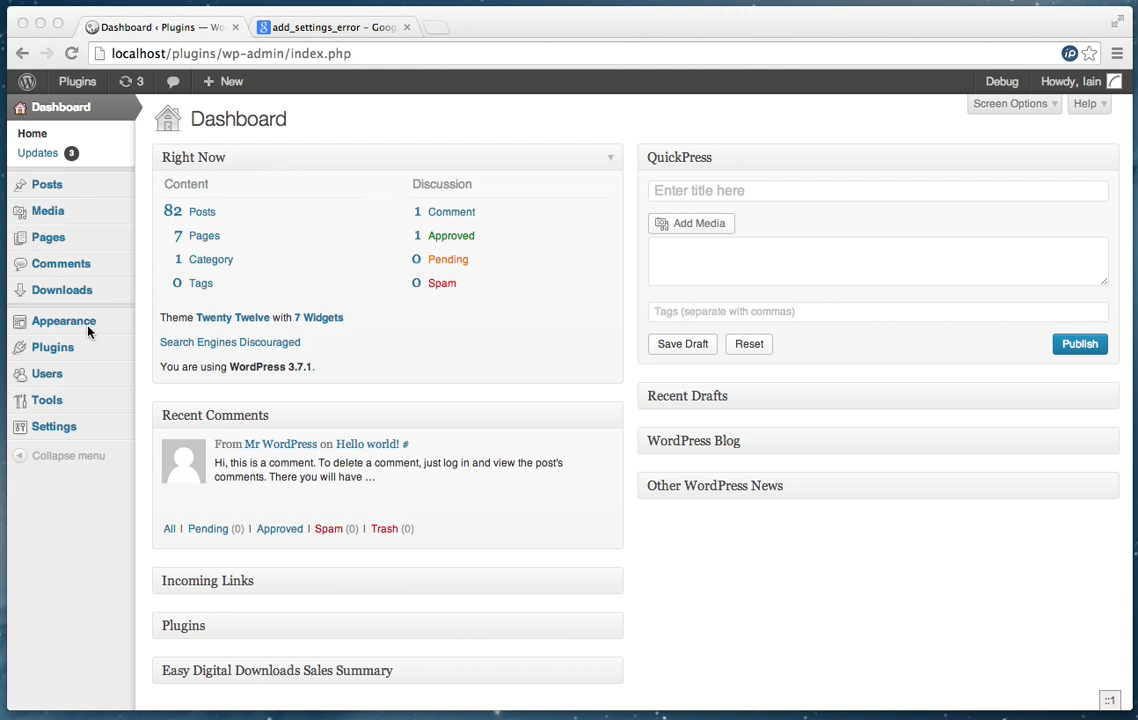 Dashboard ‹ Plugins — Wo
add_settings_error – Goog
localhost/plugins/wp-admin/index.php
Plugins
3
New
Debug
Howdy, Iain
Dashboard
Home
Updates 3
Posts
Media
Pages
Comments
Downloads
Appearance
Plugins
Users
Tools
Settings
Collapse menu
Dashboard
Screen Options
Help
Right Now
Content
Discussion
82 Posts
1 Comment
7 Pages
1 Approved
1 Category
0 Pending
0 Tags
0 Spam
Theme Twenty Twelve with 7 Widgets
Search Engines Discouraged
You are using WordPress 3.7.1.
Recent Comments
From Mr WordPress on Hello world! #
Hi, this is a comment. To delete a comment, just log in and view the post's
comments. There you will have …
All | Pending (0) | Approved | Spam (0) | Trash (0)
Incoming Links
Plugins
Easy Digital Downloads Sales Summary
QuickPress
Enter title here
Add Media
Tags (separate with commas)
Save Draft
Reset
Publish
Recent Drafts
WordPress Blog
Other WordPress News
::1